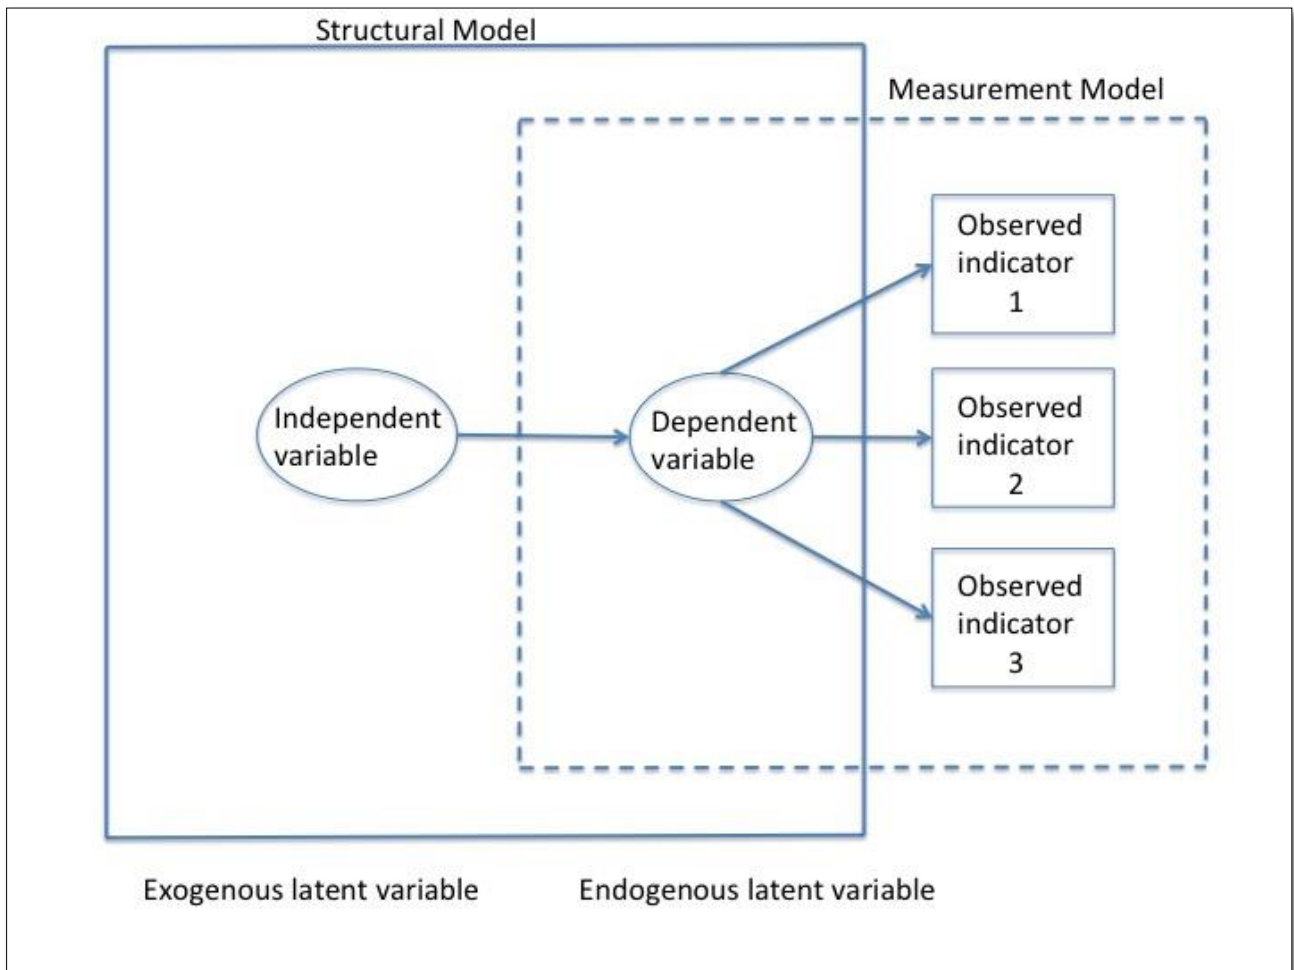 Structural Model
Measurement Model
Observed
indicator
1
Independent
variable
Dependent
variable
Observed
indicator
2
Observed
indicator
3
Exogenous latent variable
Endogenous latent variable